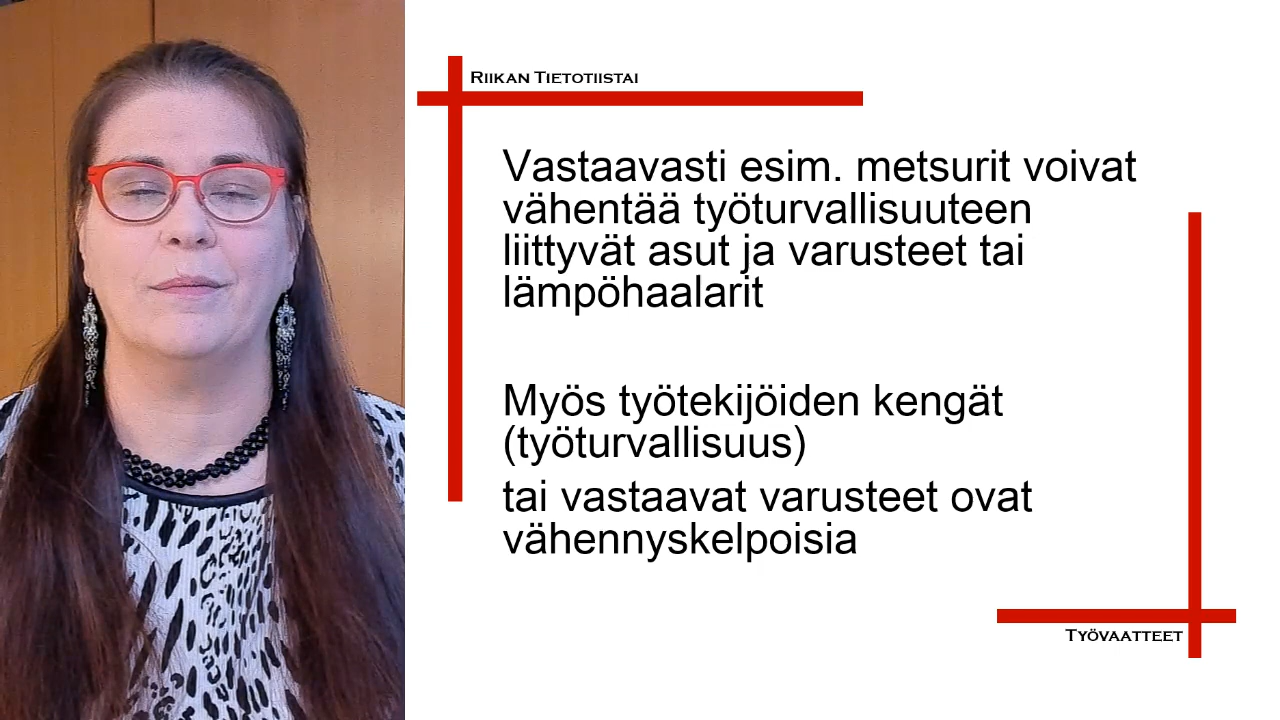 Riikan Tietotiistai
Vastaavasti esim. metsurit voivat
vähentää työturvallisuuteen
liittyvät asut ja varusteet tai
lämpöhaalarit
Myös työtekijöiden kengät
(työturvallisuus)
tai vastaavat varusteet ovat
vähennyskelpoisia
Työvaatteet